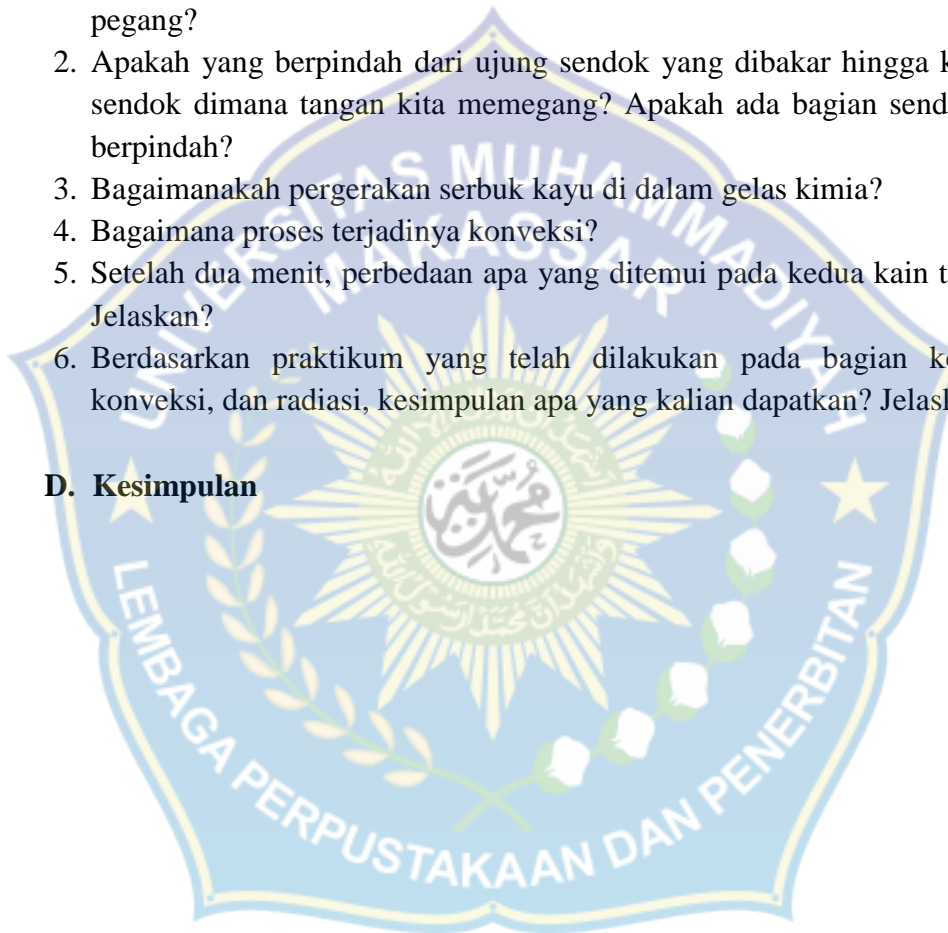 pegang?
2. Apakah yang berpindah dari ujung sendok yang dibakar hingga
sendok dimana tangan kita memegang? Apakah ada bagian
berpindah?
3. Bagaimanakah pergerakan serbuk kayu di dalam gelas kimia?
4. Bagaimana proses terjadinya konveksi?
5. Setelah dua menit, perbedaan apa yang ditemui pada kedua kain
Jelaskan?
6. Berdasarkan praktikum yang telah dilakukan pada bagian
konveksi, dan radiasi, kesimpulan apa yang kalian dapatkan?
D. Kesimpulan
UNIVERSITAS MUHAMMADIYAH
MAKASSAR
LEMBAGA PERPUSTAKAAN DAN PENERBITAN